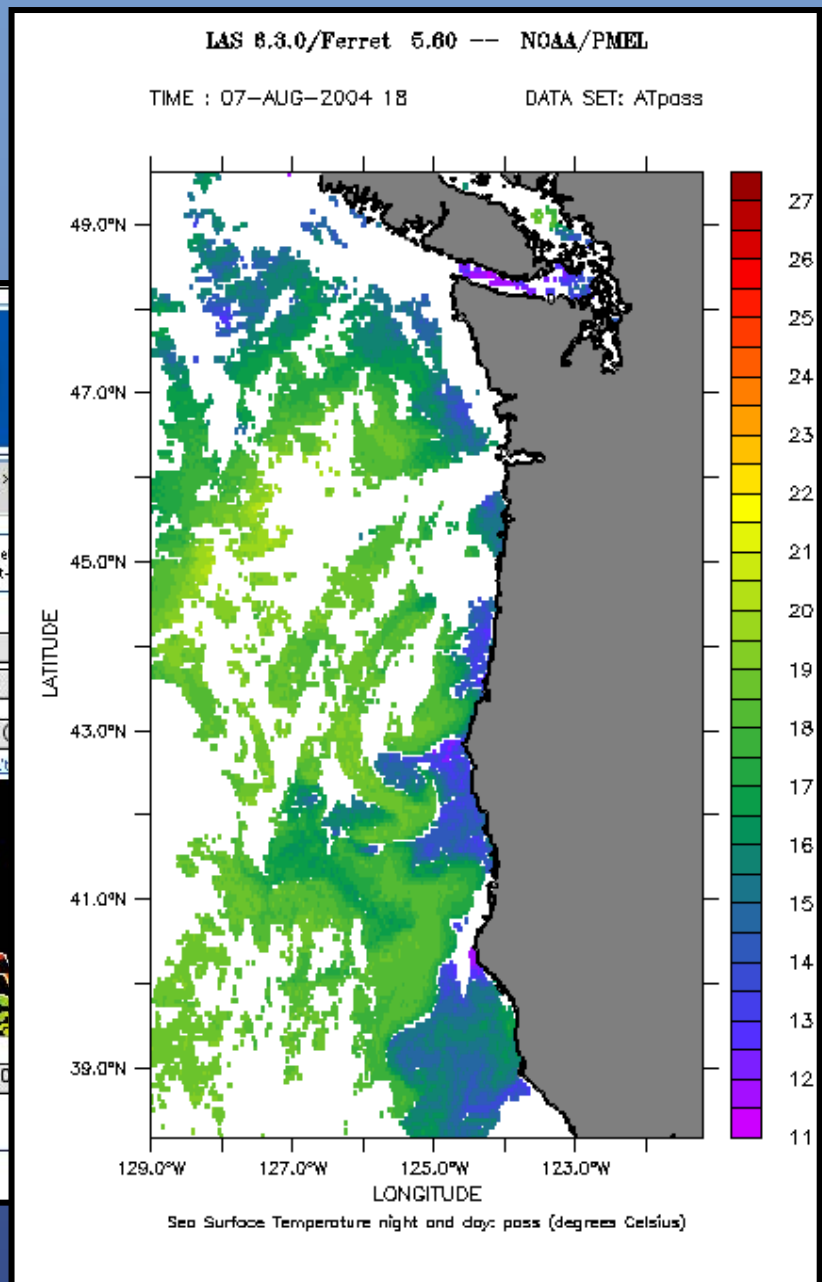 LAS 6.3.0/Ferret 5.60 -- NOAA/PMEL
TIME : 07-AUG-2004 18
DATA SET: ATpass
49.0°N
47.0°N
45.0°N
43.0°N
41.0°N
39.0°N
LATITUDE
129.0°W
127.0°W
125.0°W
123.0°W
LONGITUDE
27
26
25
24
23
22
21
20
19
18
17
16
15
14
13
12
11
Sea Surface Temperature night and day: pass (degrees Celsius)